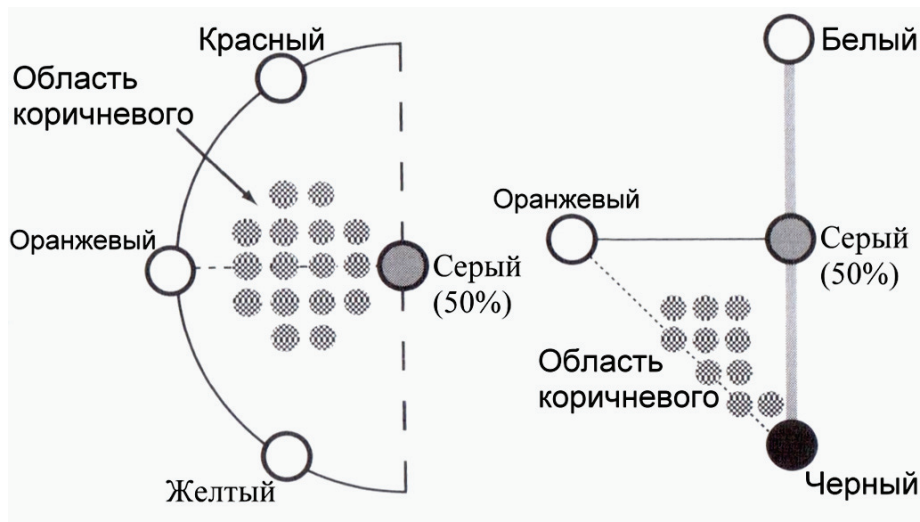 Красный
Область
коричневого
Оранжевый
Серый
(50%)
Желтый
Белый
Оранжевый
Серый
(50%)
Область
коричневого
Черный